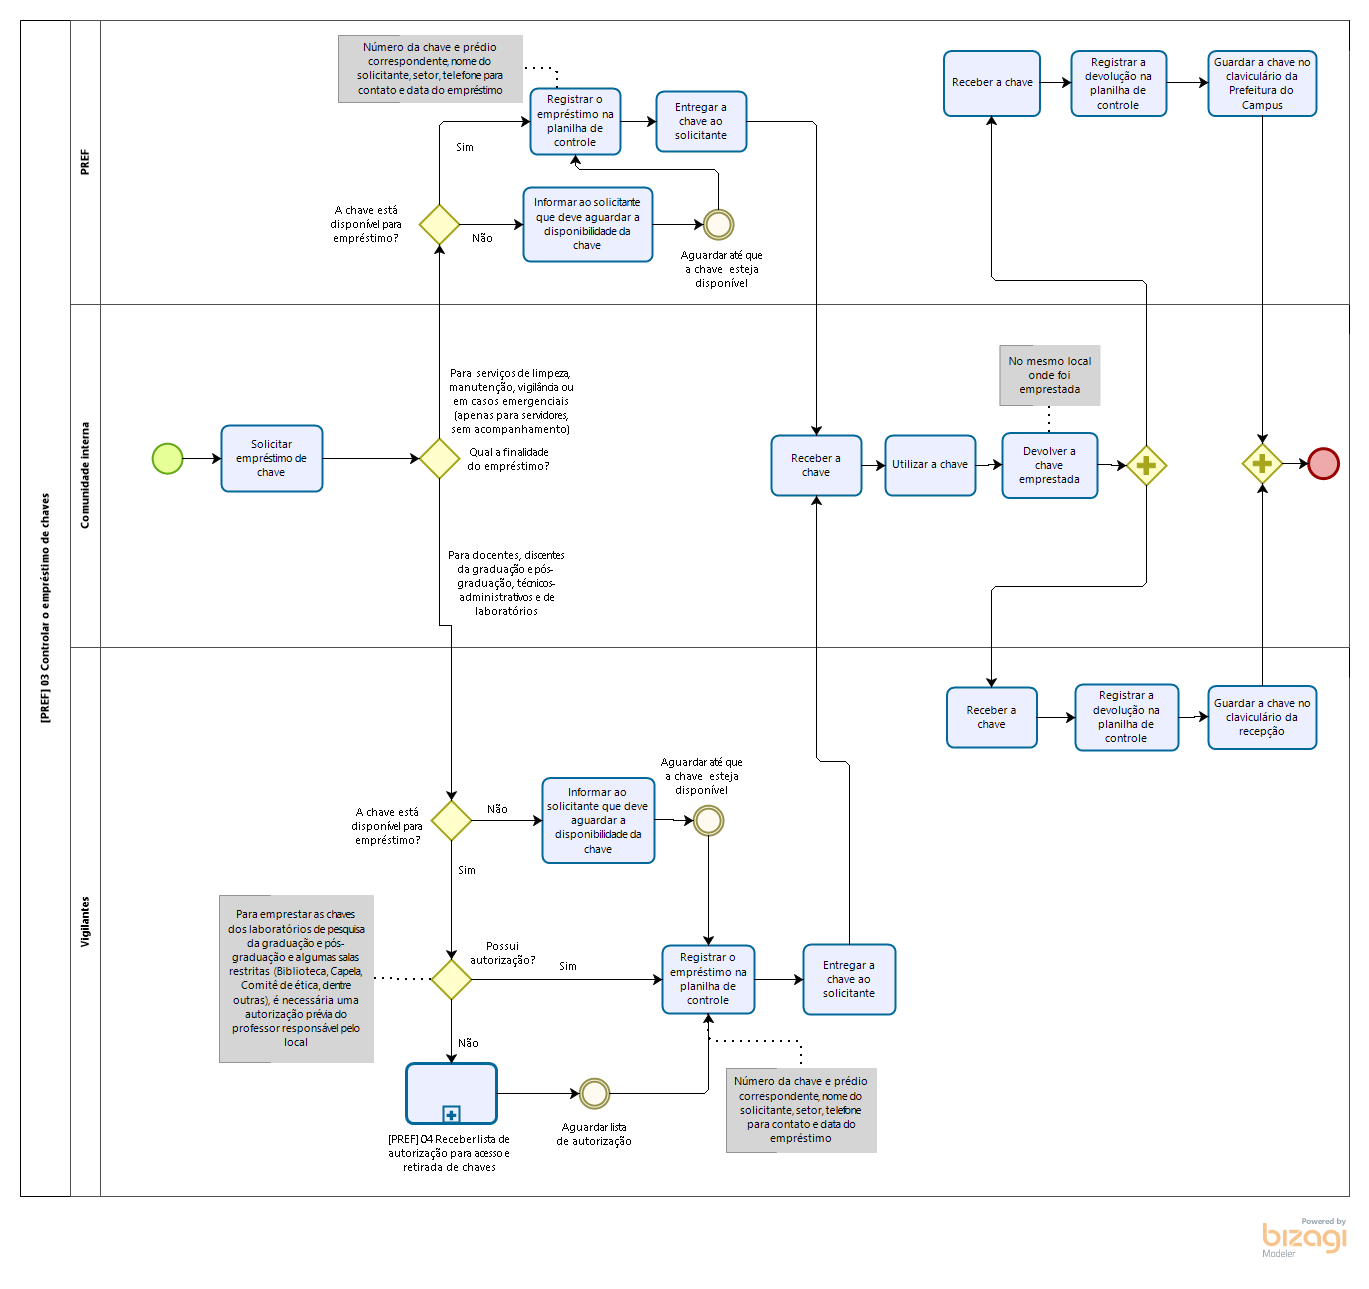 [PREF] 03 Controlar o empréstimo de chaves
PREF
Número da chave e prédio
correspondente, nome do
solicitante, setor, telefone para
contato e data do empréstimo
Registrar o
empréstimo na
planilha de
controle
Entregar a
chave ao
solicitante
Sim
A chave está
disponível para
empréstimo?
Não
Informar ao solicitante
que deve aguardar a
disponibilidade da
chave
Aguardar até que
a chave esteja
disponível
Receber a chave
Registrar a
devolução na
planilha de
controle
Guardar a chave no
claviculário da
Prefeitura do
Campus
Comunidade interna
Solicitar
empréstimo de
chave
Para serviços de limpeza,
manutenção, vigilância ou
em casos emergenciais
(apenas para servidores,
sem acompanhamento)
Qual a finalidade
do empréstimo?
Para docentes, discentes
da graduação e pós-
graduação, técnicos-
administrativos e de
laboratórios
Receber a
chave
Utilizar a chave
No mesmo local
onde foi
emprestada
Devolver a
chave
emprestada
Vigilantes
Receber a
chave
Registrar a
devolução na
planilha de
controle
Guardar a chave no
claviculário da
recepção
A chave está
disponível para
empréstimo?
Não
Informar ao
solicitante que deve
aguardar a
disponibilidade da
chave
Aguardar até que
a chave esteja
disponível
Sim
Para emprestar as chaves
dos laboratórios de pesquisa
da graduação e pós-
graduação e algumas salas
restritas (Biblioteca, Capela,
Comitê de ética, dentre
outras), é necessária uma
autorização prévia do
professor responsável pelo
local
Possui
autorização?
Sim
Registrar o
empréstimo na
planilha de
controle
Entregar a
chave ao
solicitante
Não
[PREF] 04 Receber lista de
autorização para acesso e
retirada de chaves
Aguardar lista
de autorização
Número da chave e prédio
correspondente, nome do
solicitante, setor, telefone
para contato e data do
empréstimo
Powered by
bizagi
Modeler